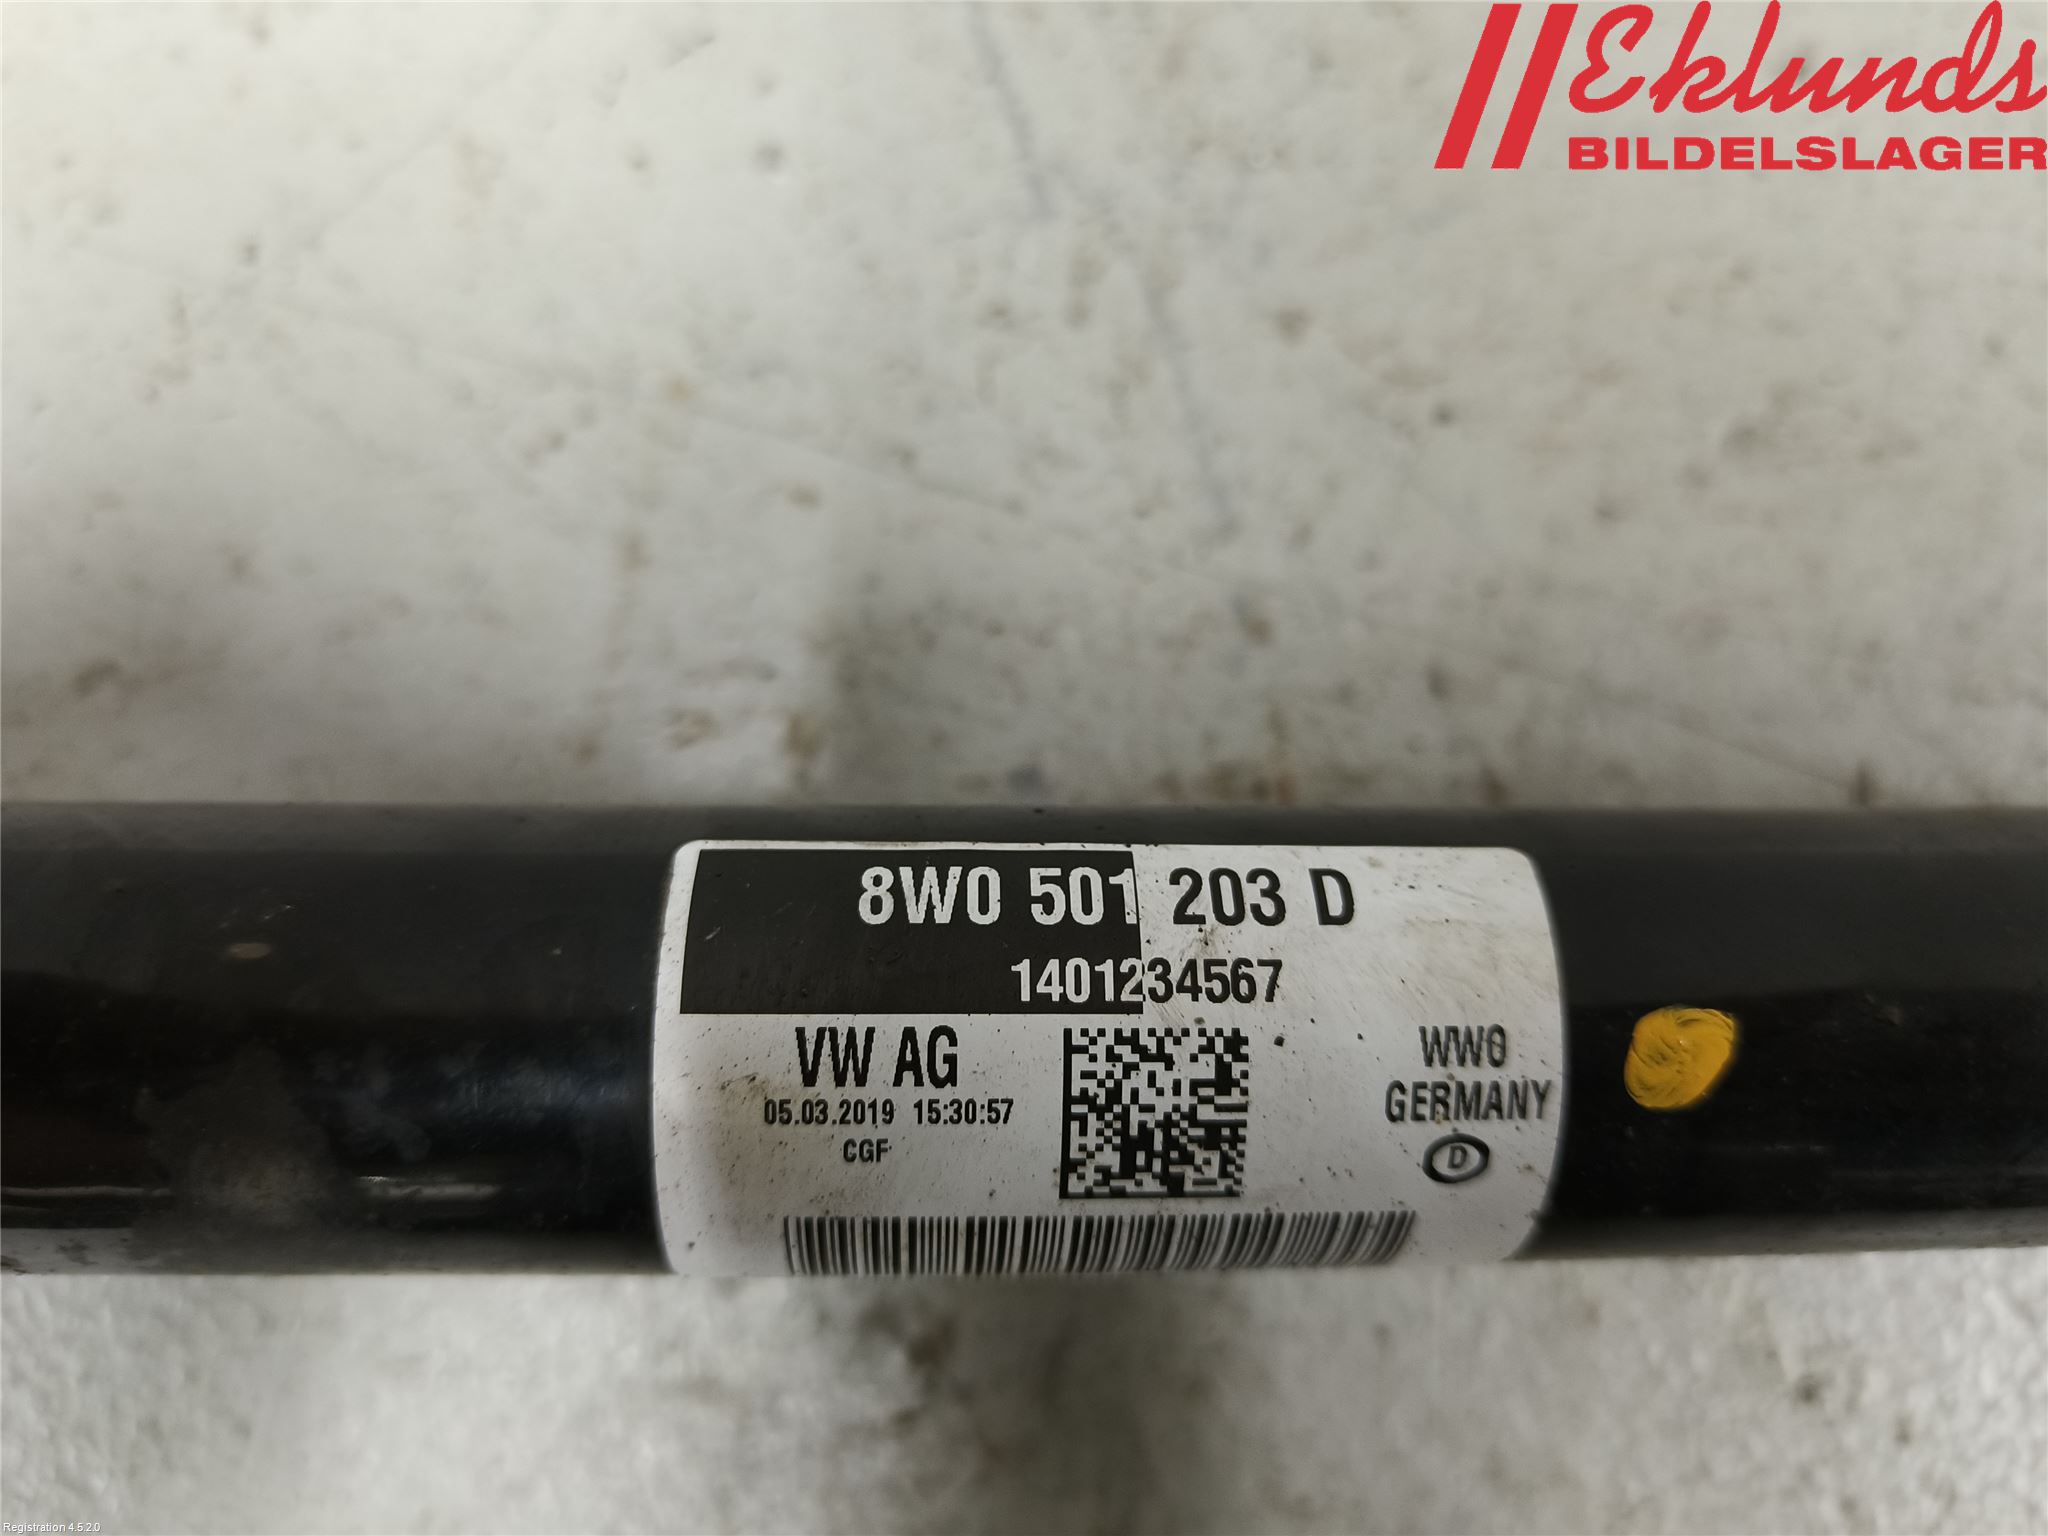 Eklunds
BILDELSLAGER
8W0 501 203 D
1401234567
VW AG
05.03.2019 15:30:57
CGF
WWO
GERMANY
D
Registration 4.5.2.0